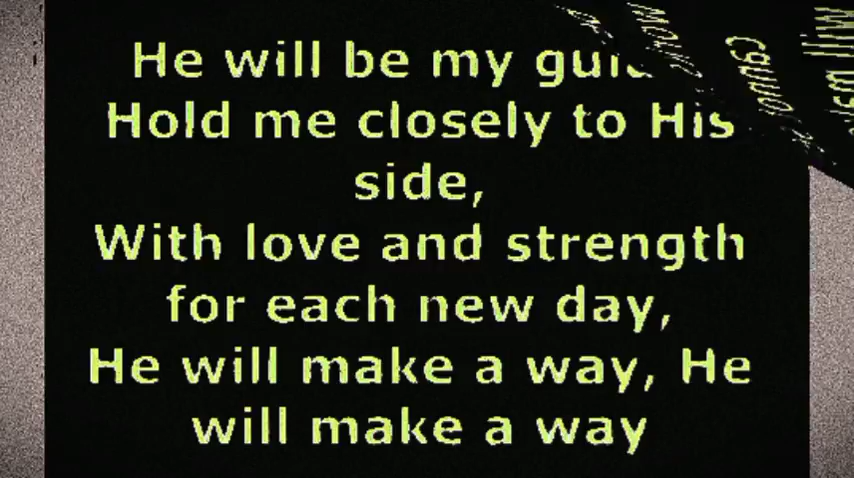 He will be my
Hold me closely to His
side,
With love and strength
for each new day,
He will make a way, He
will make a way